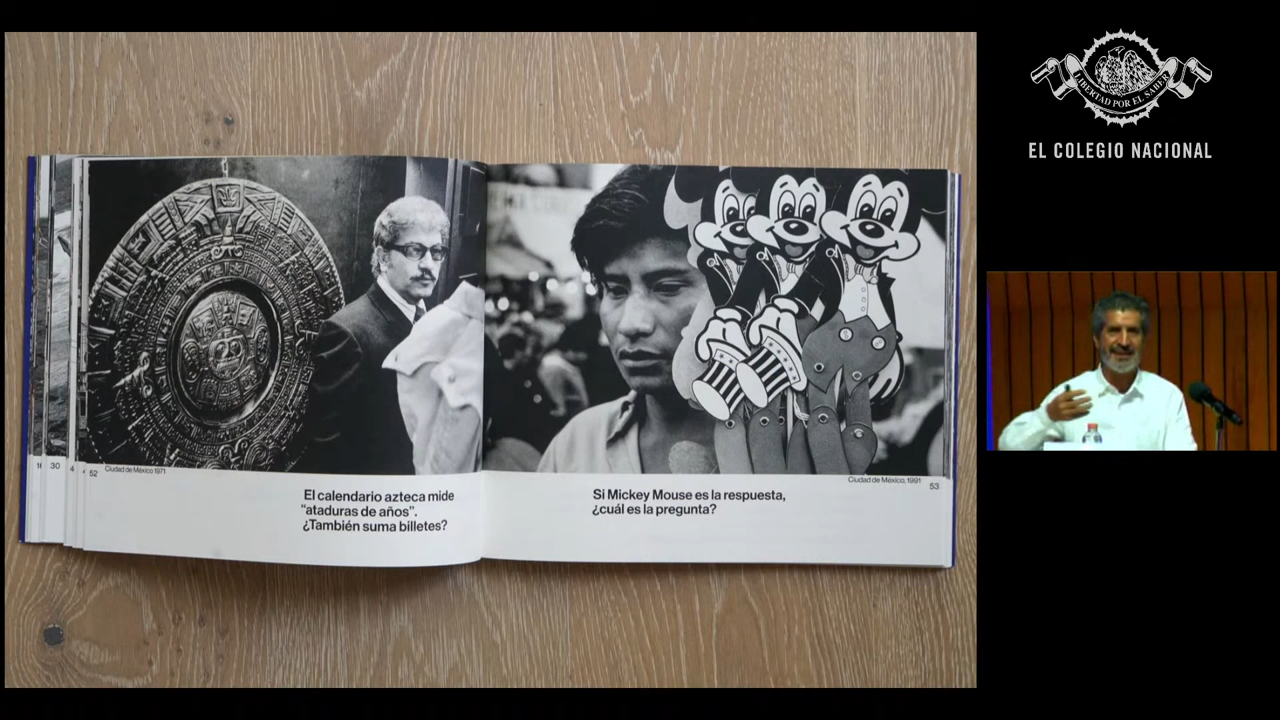 LIBERTAD POR EL SABER
EL COLEGIO NACIONAL
30
52
Ciudad de México 1971
El calendario azteca mide
“ataduras de años”.
¿También suma billetes?
Ciudad de México, 1991
53
Si Mickey Mouse es la respuesta,
¿cuál es la pregunta?